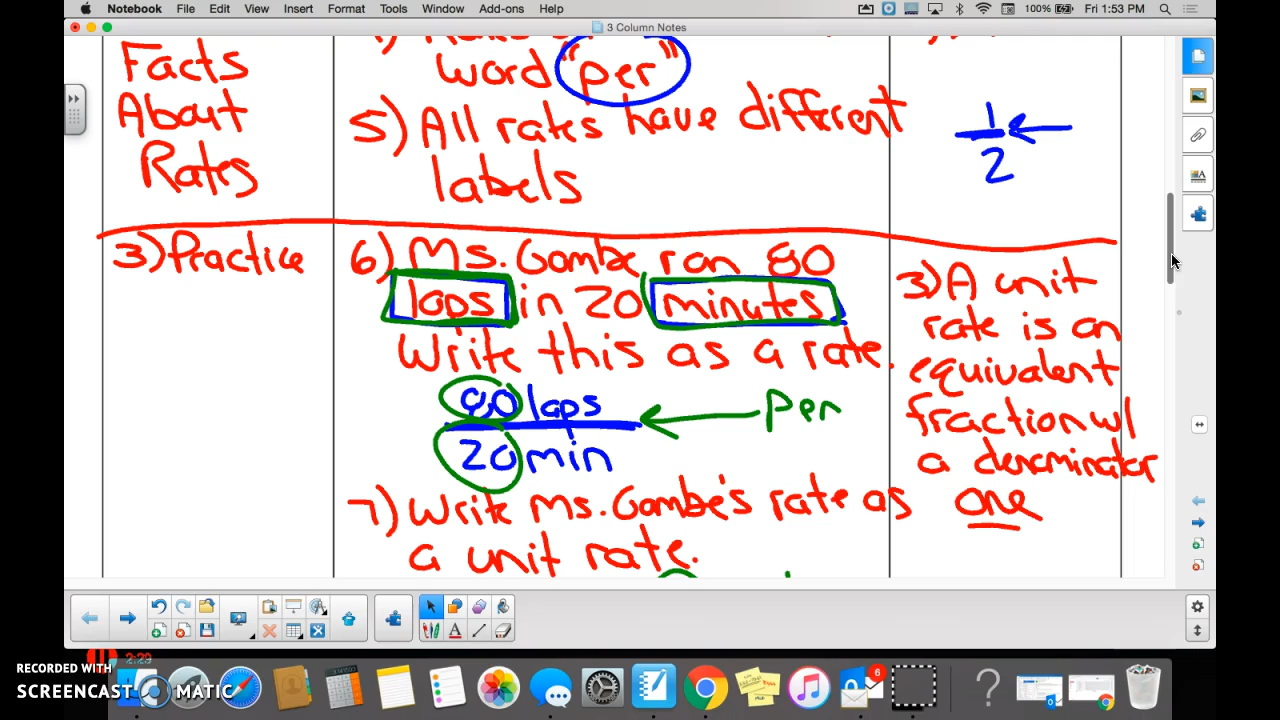 Notebook File Edit View Insert Format Tools Window Add-ons Help 100% Fri 1:53 PM
3 Column Notes
Facts
About
Rates
word "per"
5) All rates have different
labels
1
2
3) Practice
6) Ms. Gombe ran 80
laps in 20 minutes.
Write this as a rate.
80 laps
20 min
Per
7) Write Ms. Gombe's rate as
a unit rate.
3) A unit
rate is an
equivalent
fraction w/
a denominator
one
2:29
RECORDED WITH
SCREENCAST MATIC
6